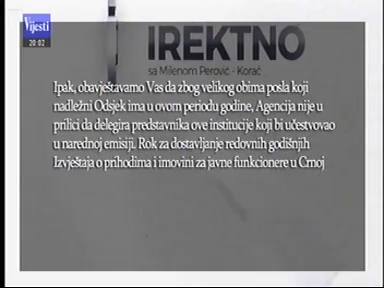 Vijesti
20:02
IREKTNO
sa Milenom Perović - Korać
Ipak, obavještavamo Vas da zbog velikog obima posla koji
nadležni Odsjek ima u ovom periodu godine, Agencija nije u
prilici da delegira predstavnika ove institucije koji bi učestvovao
u narednoj emisiji. Rok za dostavljanje redovnih godišnjih
Izvještaja o prihodima i imovini za javne funkcionere u Crnoj